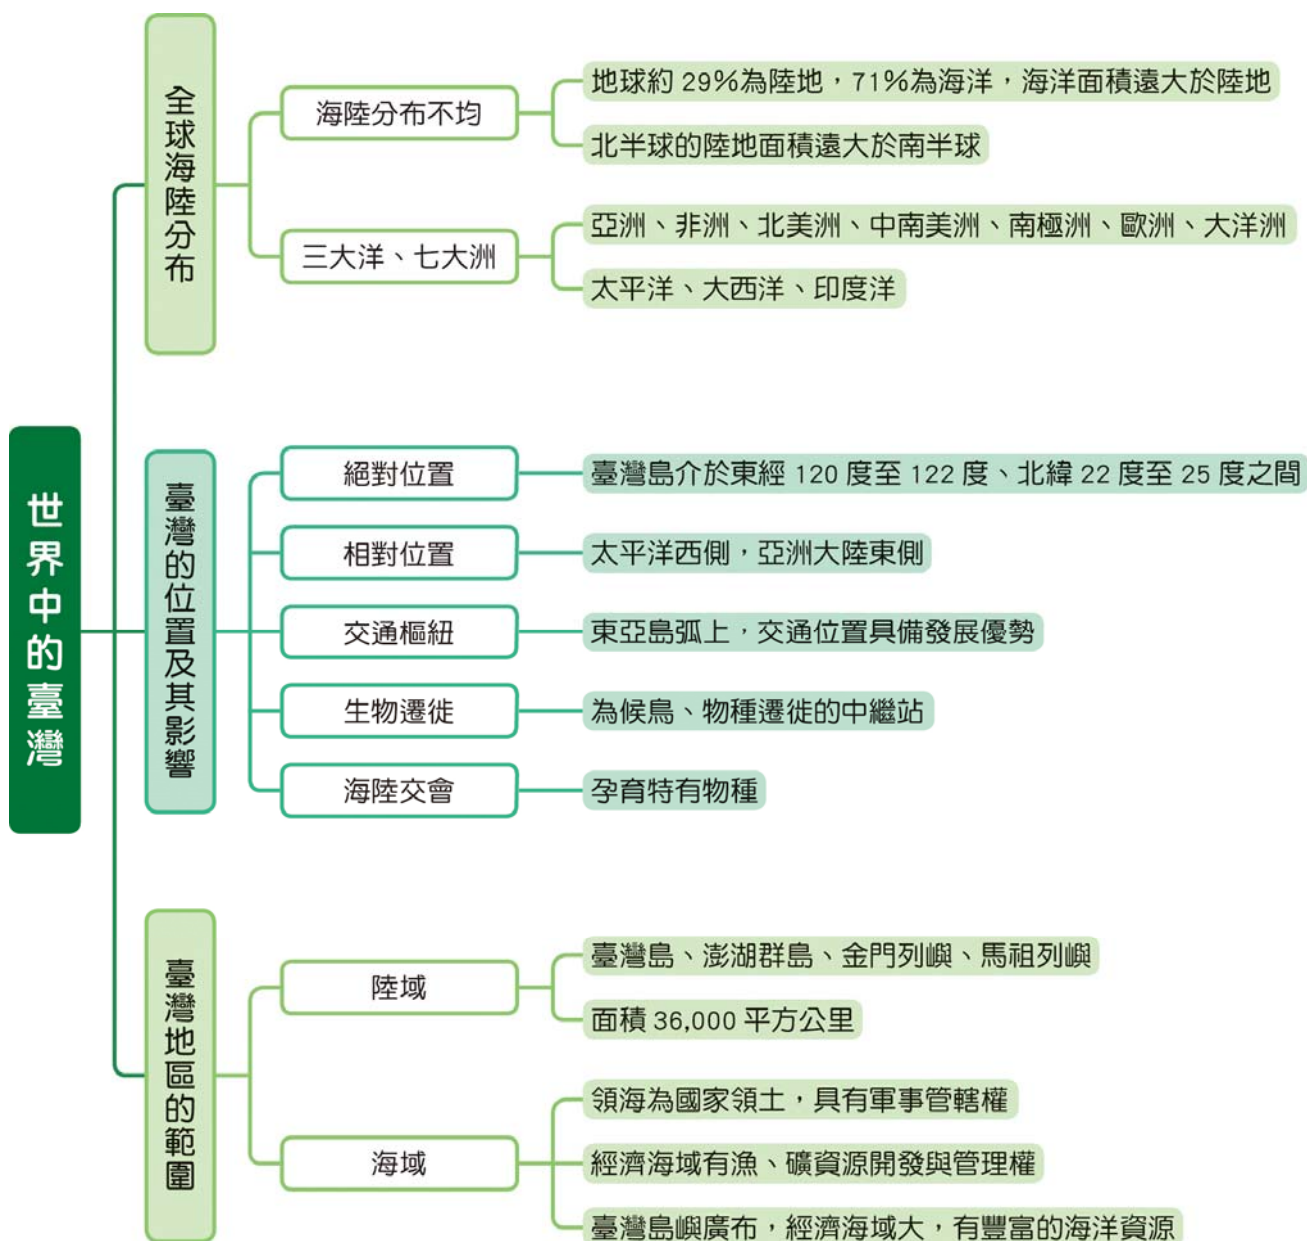 世界中的臺灣
全球海陸分布
海陸分布不均
地球約 29%為陸地，71%為海洋，海洋面積遠大於陸地
北半球的陸地面積遠大於南半球
三大洋、七大洲
亞洲、非洲、北美洲、中南美洲、南極洲、歐洲、大洋洲
太平洋、大西洋、印度洋
臺灣的位置及其影響
絕對位置
臺灣島介於東經 120 度至 122 度、北緯 22 度至 25 度之間
相對位置
太平洋西側，亞洲大陸東側
交通樞紐
東亞島弧上，交通位置具備發展優勢
生物遷徙
為候鳥、物種遷徙的中繼站
海陸交會
孕育特有物種
臺灣地區的範圍
陸域
臺灣島、澎湖群島、金門列嶼、馬祖列嶼
面積 36,000 平方公里
海域
領海為國家領土，具有軍事管轄權
經濟海域有漁、礦資源開發與管理權
臺灣島嶼廣布，經濟海域大，有豐富的海洋資源